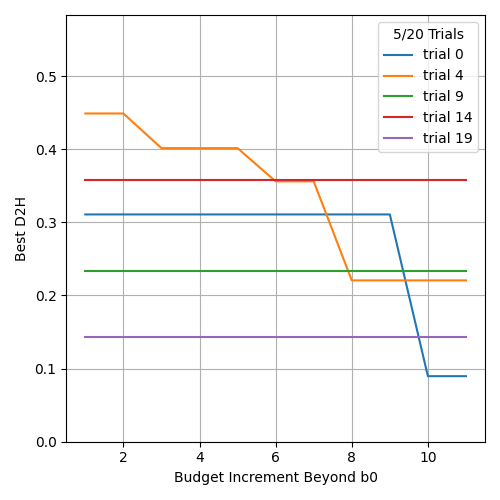 5/20 Trials
trial 0
trial 4
trial 9
trial 14
trial 19
Best D2H
0.5
0.4
0.3
0.2
0.1
0.0
2 4 6 8 10
Budget Increment Beyond b0